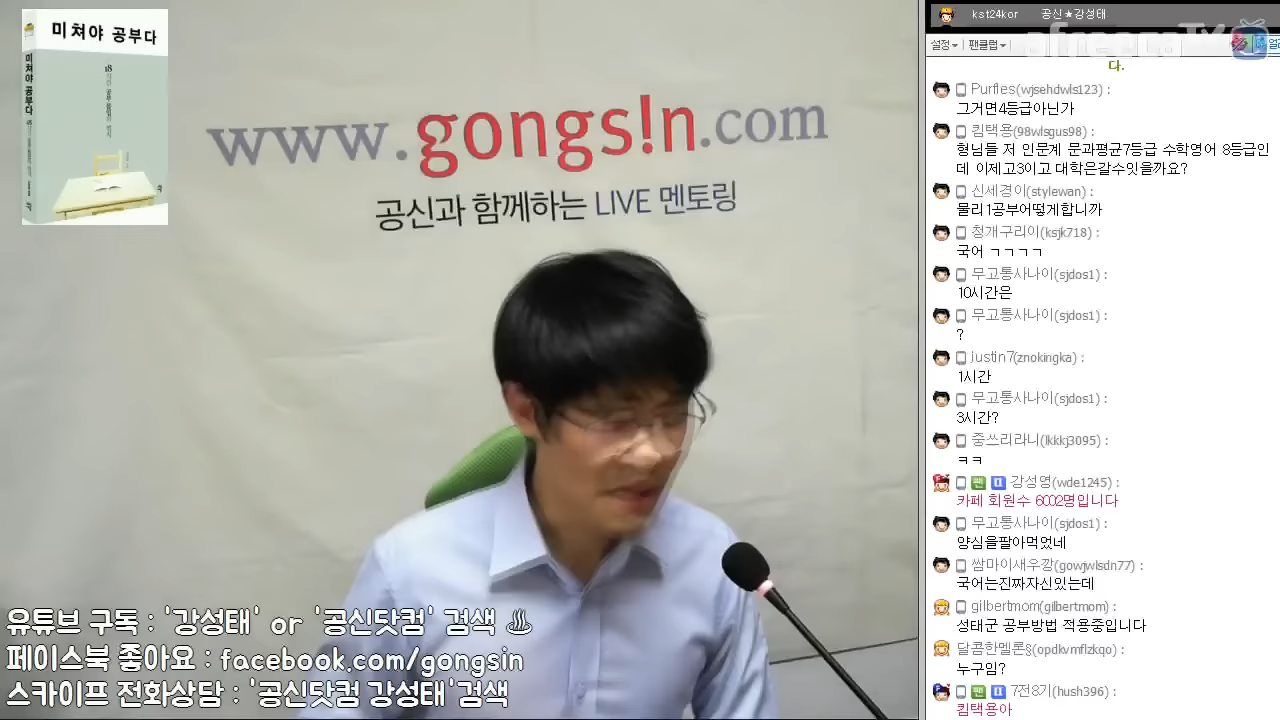 미쳐야 공부다
미쳐야 공부다
www.gongs!n.com
공신과 함께하는 LIVE 멘토링
유튜브 구독 : '강성태' or '공신닷컴' 검색 ♨
페이스북 좋아요 : facebook.com/gongsin
스카이프 전화상담 : '공신닷컴 강성태'검색
kst24kor 공신★강성태
afreecaTV
설정 팬클럽
다.
Purfles(wjsehdwls123) :
그거면4등급아닌가
킴택용(98wlsgus98) :
형님들 저 인문계 문과평균7등급 수학영어 8등급인
데 이제고3이고 대학은갈수잇을까요?
신세경이(stylewan) :
물리1공부어떻게합니까
청개구리이(ksjk718) :
국어 ㄱㄱㄱㄱ
무고통사나이(sjdos1) :
10시간은
무고통사나이(sjdos1) :
?
justin7(znokingka) :
1시간
무고통사나이(sjdos1) :
3시간?
중쓰리라니(lkkkj3095) :
ㅋㅋ
팬 강성영(wde1245) :
카페 회원수 6002명입니다
무고통사나이(sjdos1) :
양심을팔아먹었네
쌈마이새우깡(gowjwlsdn77) :
국어는진짜자신있는데
gilbertmom(gilbertmom) :
성태군 공부방법 적용중입니다
달콤한멜론§(opdkvmflzkqo) :
누구임?
팬 7전8기(hush396) :
킴택용아